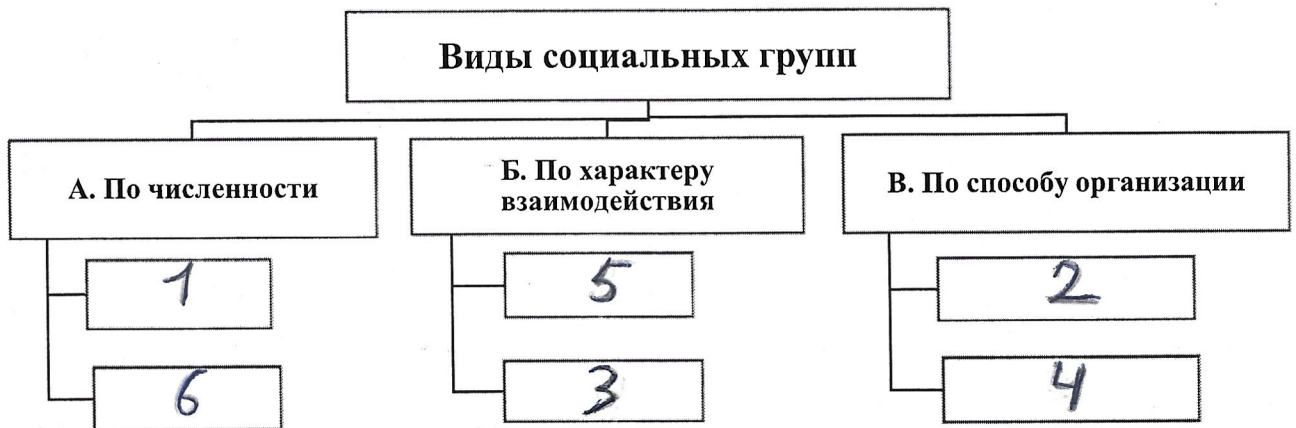 Виды социальных групп
А. По численности
Б. По характеру
взаимодействия
В. По способу организации
1
5
2
6
3
4